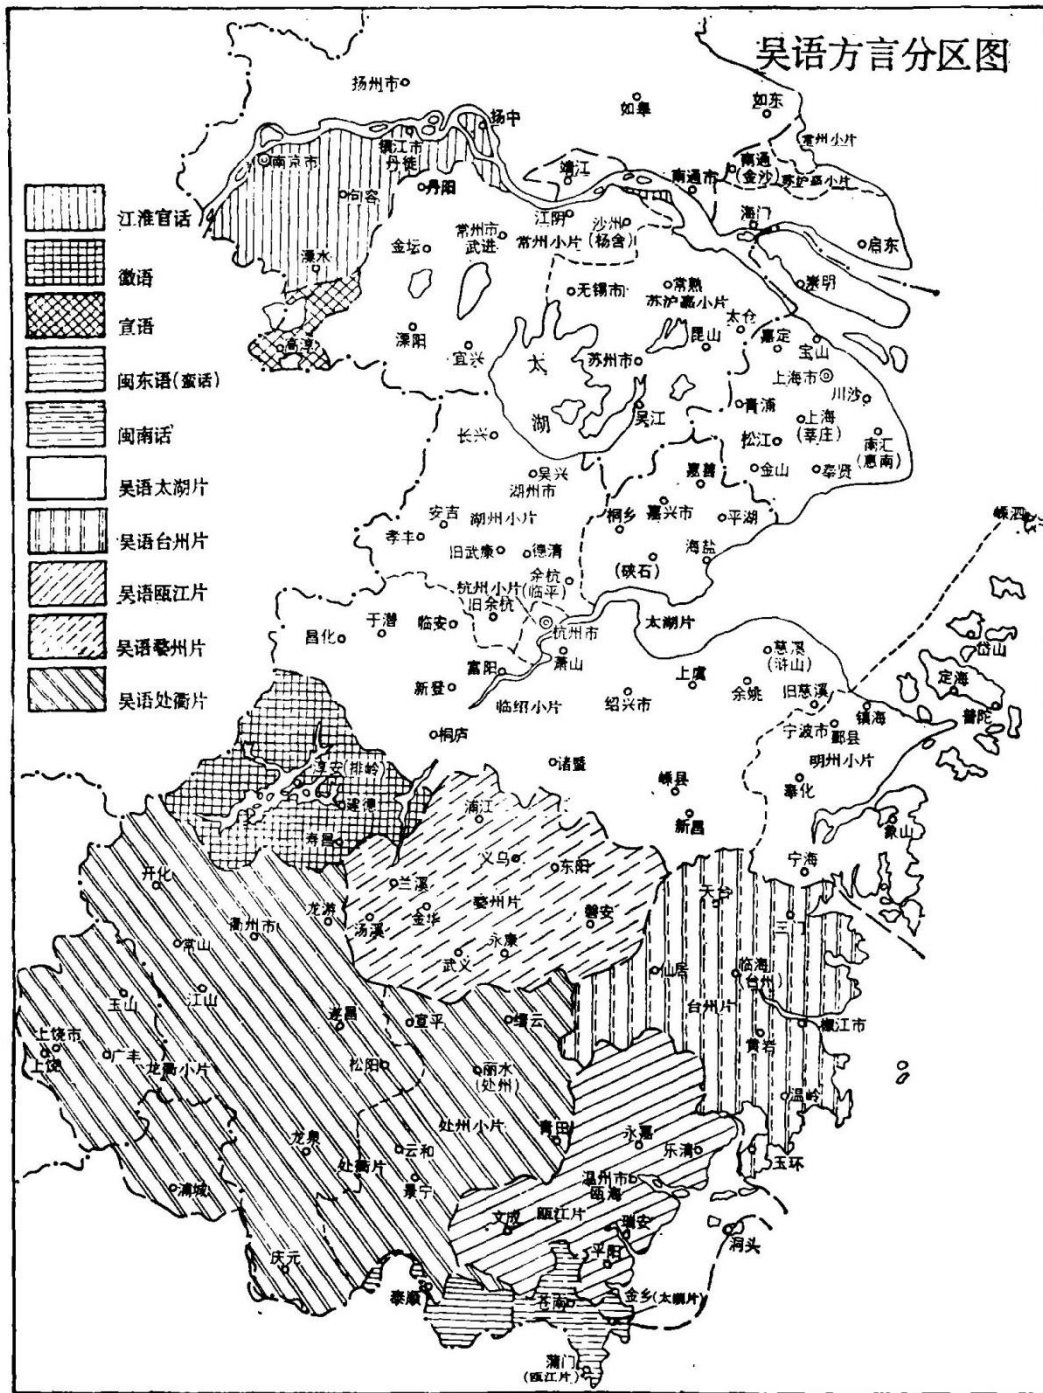 吴语方言分区图
扬州市
如皋
如东
扬中
常州小片
镇江市
丹徒
南京市
靖江
南通市
南通
(金沙)
苏沪嘉小片
丹阳
句容
江阴
沙州
(杨舍)
海门
启东
江淮官话
金坛
常州市
武进
常州小片
溧水
无锡市
常熟
苏沪嘉小片
崇明
徽语
太仓
嘉定
宝山
宣语
高淳
溧阳
宜兴
太
湖
苏州市
昆山
上海市
川沙
闽东语(蛮话)
青浦
吴江
上海
(莘庄)
闽南话
长兴
松江
南汇
(惠南)
吴语太湖片
吴兴
湖州市
嘉善
金山
奉贤
安吉
湖州小片
桐乡
嘉兴市
平湖
嵊泗
吴语台州片
孝丰
旧武康
德清
海盐
(硖石)
吴语瓯江片
杭州小片
余杭
(临平)
旧余杭
于潜
临安
昌化
杭州市
太湖片
岱山
吴语婺州片
萧山
慈溪
(浒山)
富阳
上虞
定海
吴语处衢片
新登
临绍小片
绍兴市
余姚
旧慈溪
镇海
普陀
桐庐
宁波市
鄞县
明州小片
淳安(排岭)
诸暨
嵊县
奉化
建德
浦江
新昌
象山
寿昌
义乌
东阳
宁海
开化
兰溪
婺州片
天台
龙游
汤溪
金华
磐安
三门
衢州市
常山
武义
永康
仙居
临海
(台州)
玉山
江山
台州片
遂昌
宣平
缙云
椒江市
上饶市
上饶
广丰
龙衢小片
松阳
丽水
(处州)
黄岩
温岭
处州小片
青田
永嘉
乐清
玉环
龙泉
云和
处衢片
景宁
温州市
瓯海
浦城
文成
瓯江片
瑞安
洞头
平阳
庆元
泰顺
苍南
金乡(太湖片)
蒲门
(瓯江片)